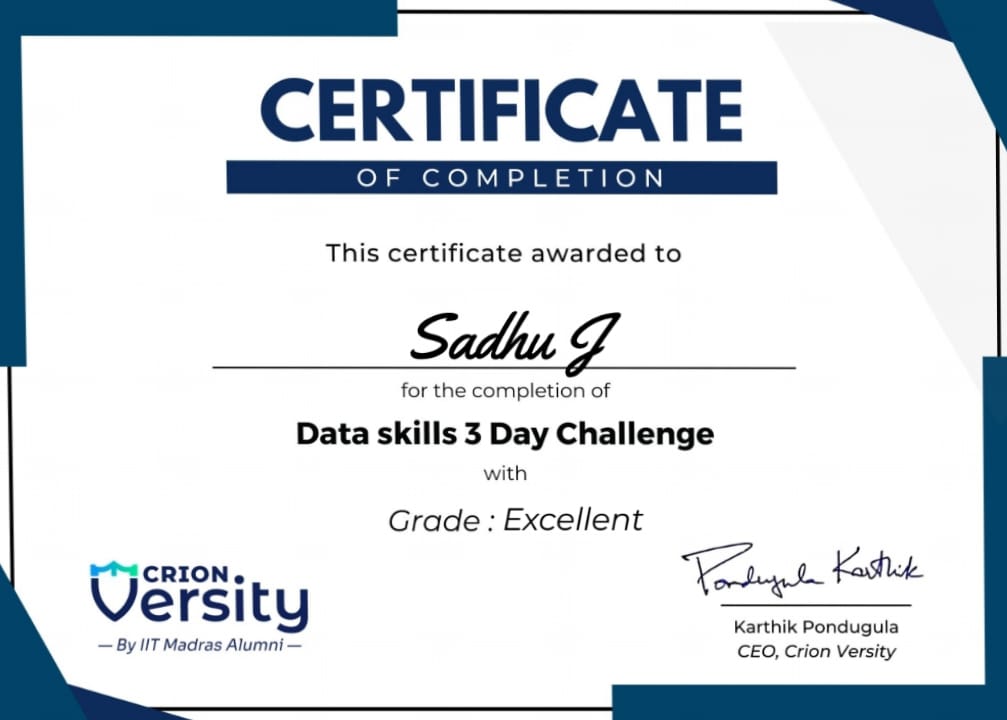 CERTIFICATE
OF COMPLETION
This certificate awarded to
Sadhu J
for the completion of
Data skills 3 Day Challenge
with
Grade : Excellent
CRION
Versity
— By IIT Madras Alumni —
Pondugula Karthik
Karthik Pondugula
CEO, Crion Versity